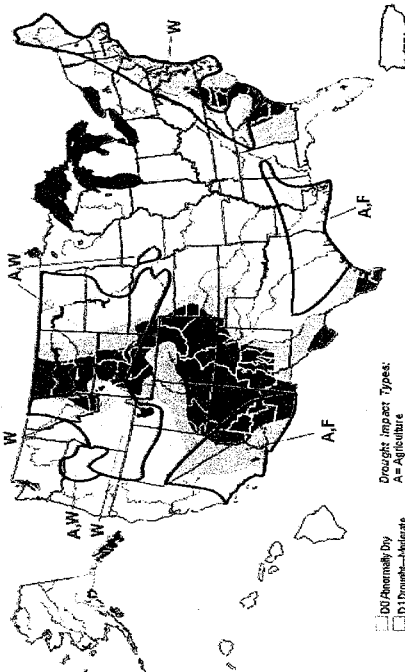 W
A,W
A,W
W
W
A,F
A,F
D0 Abnormally Dry
D1 Drought—Moderate
Drought Impact Types:
A = Agriculture